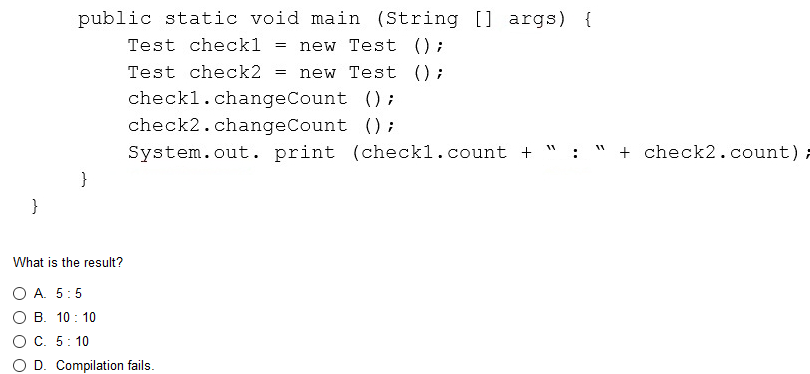 public static void main (String [] args) {
Test check1 = new Test ();
Test check2 = new Test ();
check1.changeCount ();
check2.changeCount ();
System.out. print (check1.count + “ : “ + check2.count);
}
}
What is the result?
A. 5 : 5
B. 10 : 10
C. 5 : 10
D. Compilation fails.